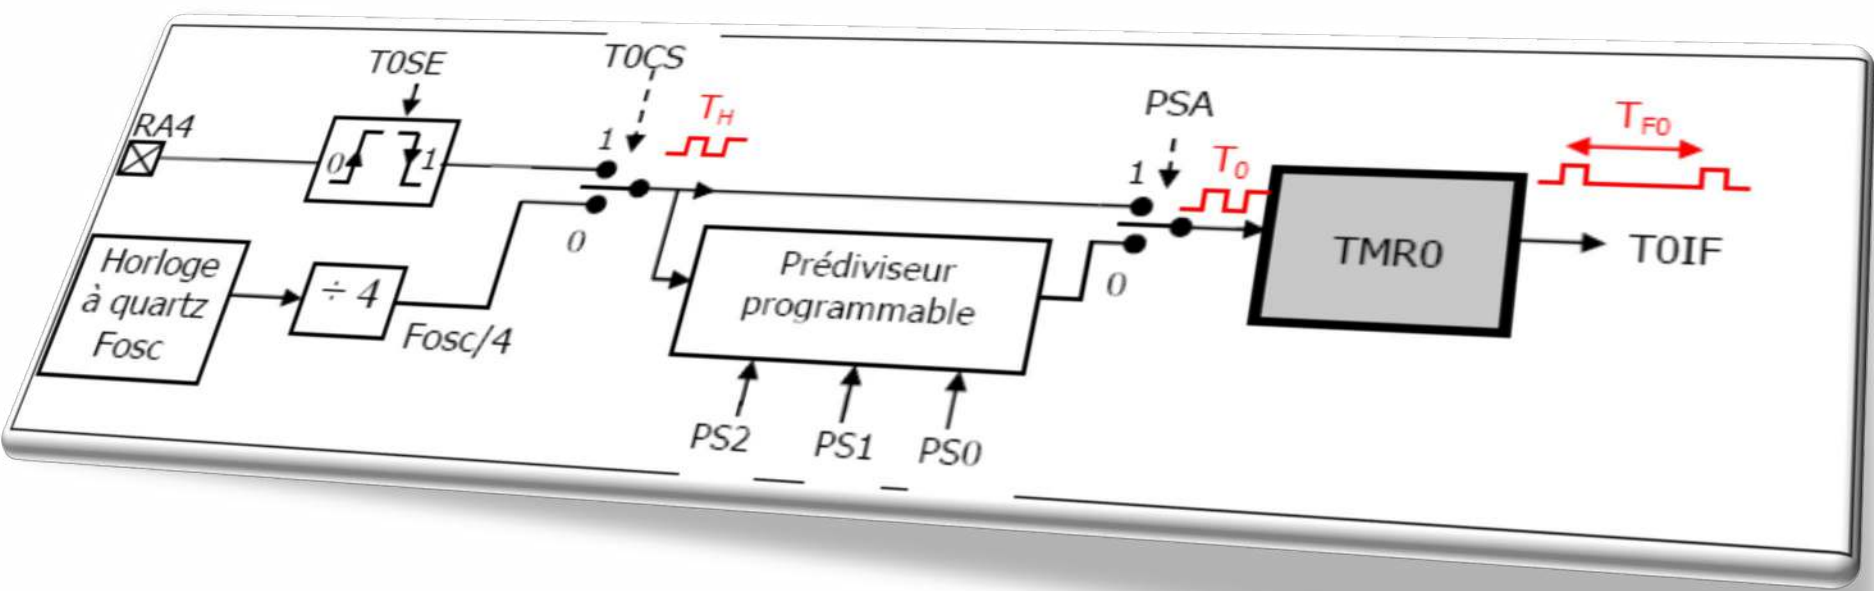 T0SE
T0CS
T_H
RA4
0
1
1
0
PSA
1
0
T_0
T_F0
Horloge
à quartz
Fosc
÷ 4
Fosc/4
Prédiviseur
programmable
TMR0
T0IF
PS2
PS1
PS0